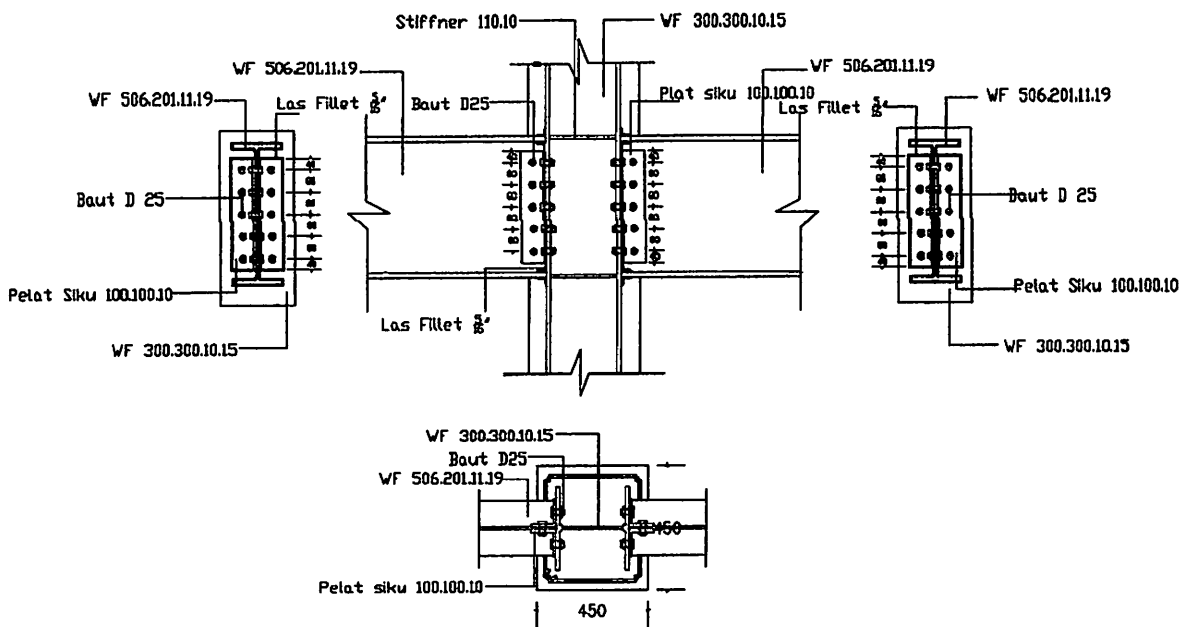 Stiffner 110.10
WF 300.300.10.15
WF 506.201.11.19
WF 506.201.11.19
Las Fillet
Baut D25
Plat siku 100.100.10
WF 506.201.11.19
Las Fillet
WF 506.201.11.19
Baut D 25
Baut D 25
Pelat Siku 100.100.10
Pelat Siku 100.100.10
Las Fillet
WF 300.300.10.15
WF 300.300.10.15
WF 300.300.10.15
Baut D25
WF 506.201.11.19
450
Pelat siku 100.100.10
450